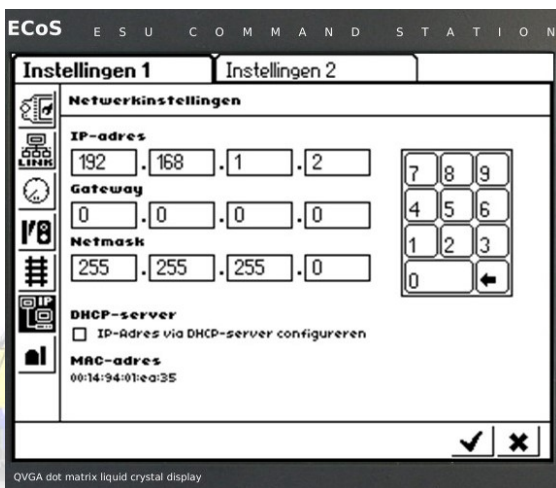 ECoS ESU COMMAND STATION
Instellingen 1 Instellingen 2
Netwerkinstellingen
LINK
IP-adres
192 . 168 . 1 . 2
7 8 9
Gateway
0 . 0 . 0 . 0
4 5 6
Netmask
255 . 255 . 255 . 0
1 2 3
0
IP
DHCP-server
IP-Adres via DHCP-server configureren
MAC-adres
00:14:94:01:ea:35
QVGA dot matrix liquid crystal display